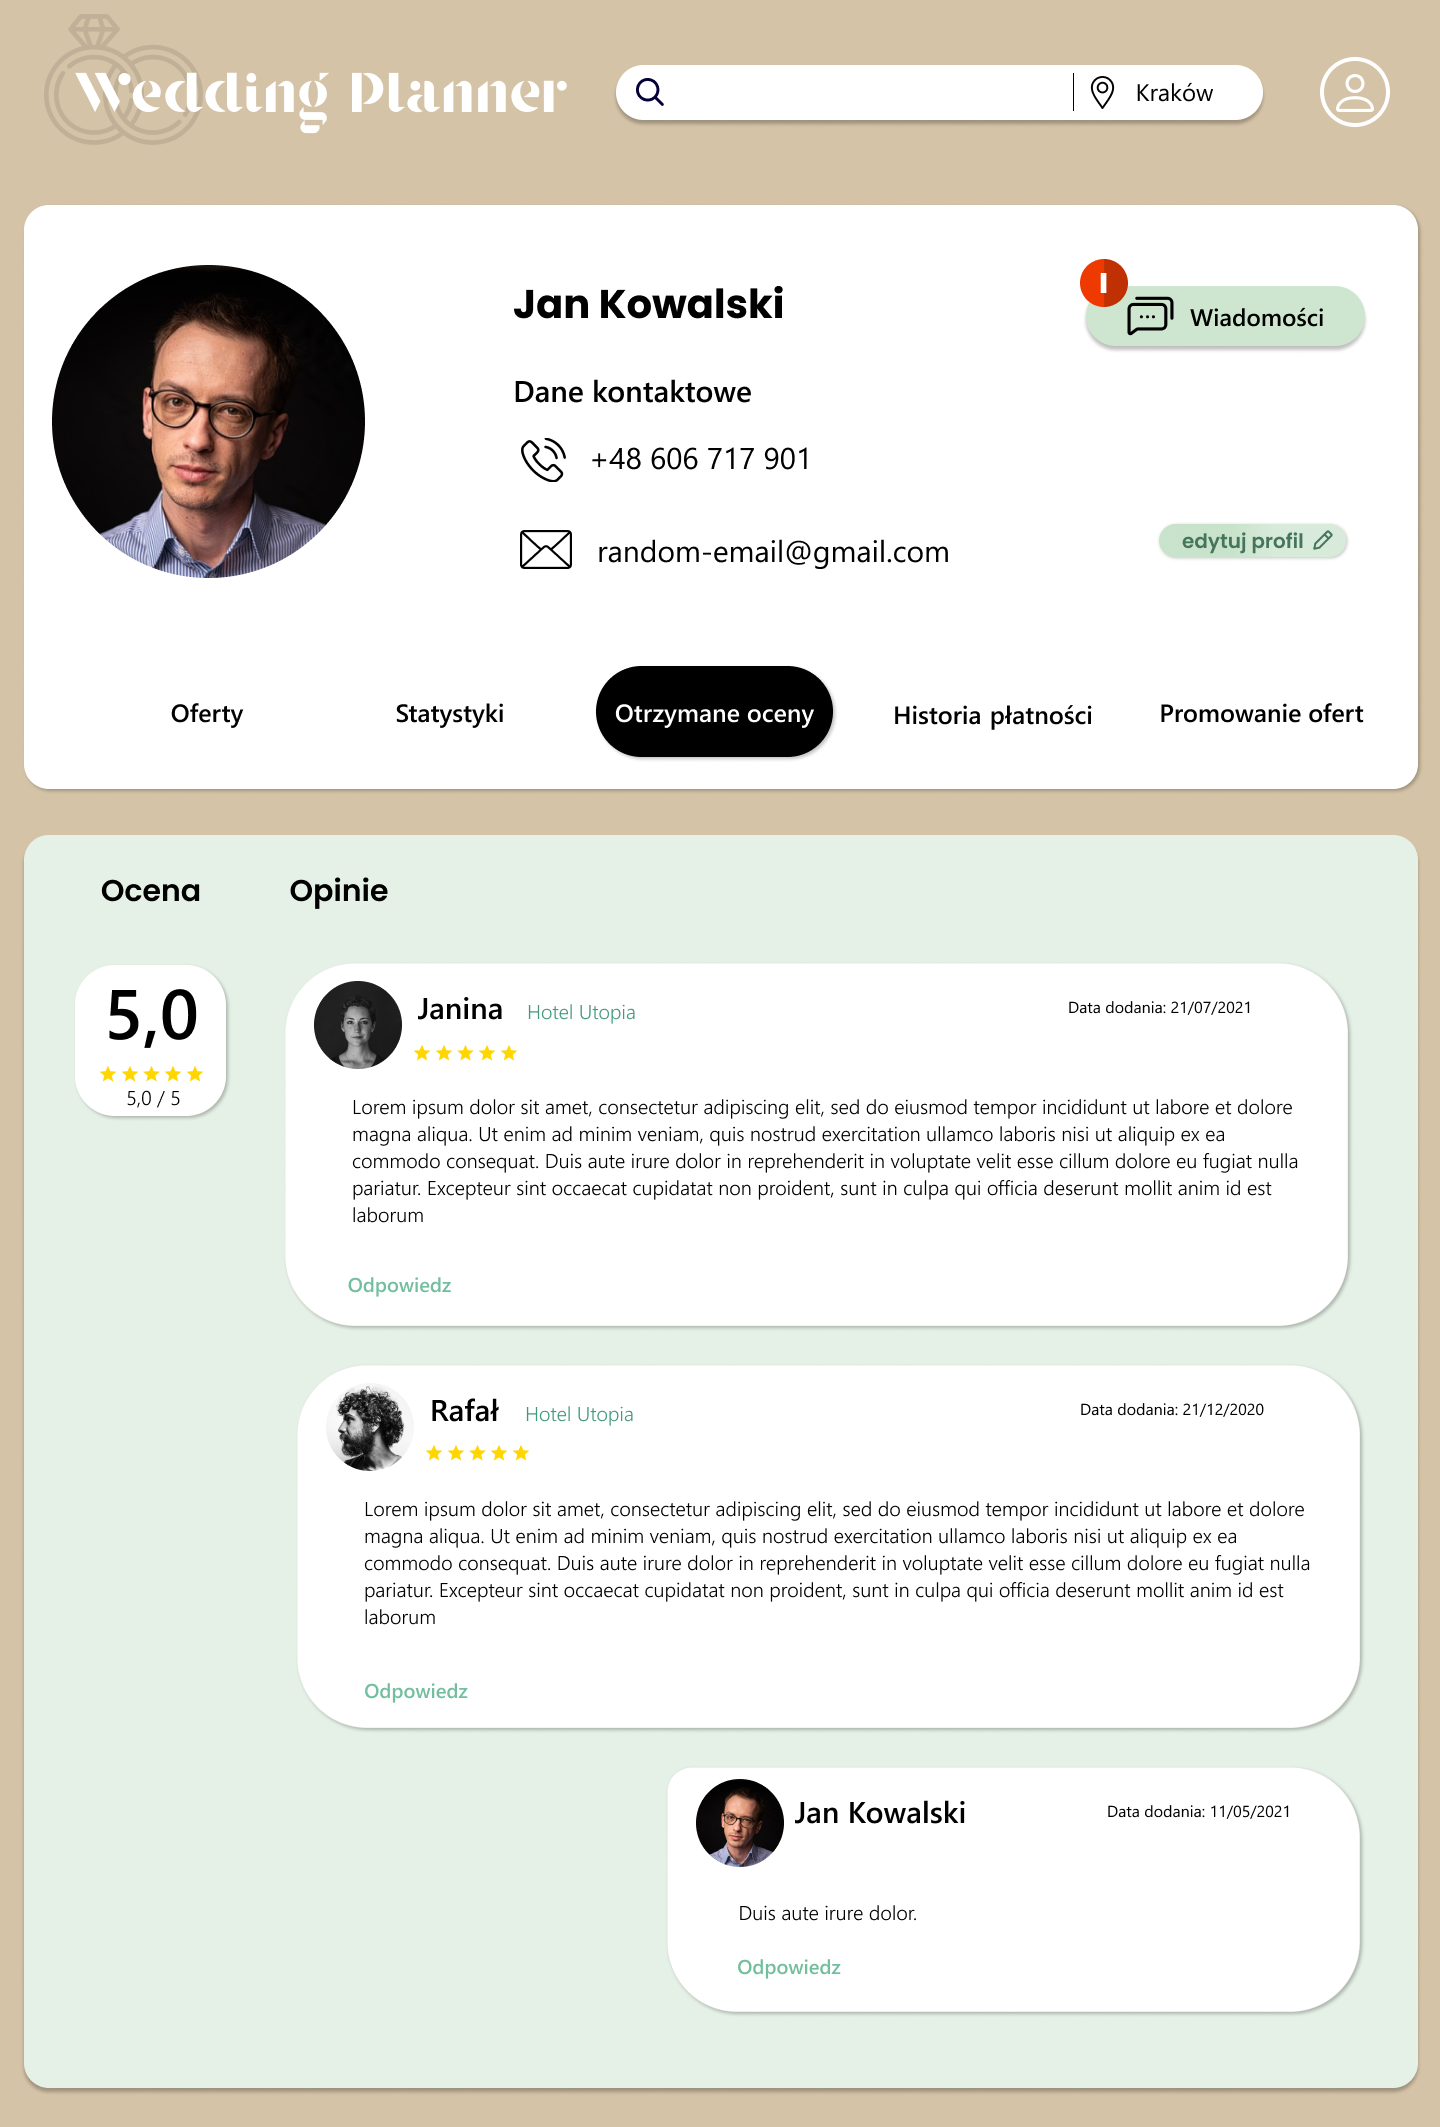 Wedding Planner
Kraków
Jan Kowalski
I
Wiadomości
Dane kontaktowe
+48 606 717 901
random-email@gmail.com
edytuj profil
Oferty
Statystyki
Otrzymane oceny
Historia płatności
Promowanie ofert
Ocena
Opinie
5,0
5,0 / 5
Janina
Hotel Utopia
Data dodania: 21/07/2021
Lorem ipsum dolor sit amet, consectetur adipiscing elit, sed do eiusmod tempor incididunt ut labore et dolore
magna aliqua. Ut enim ad minim veniam, quis nostrud exercitation ullamco laboris nisi ut aliquip ex ea
commodo consequat. Duis aute irure dolor in reprehenderit in voluptate velit esse cillum dolore eu fugiat nulla
pariatur. Excepteur sint occaecat cupidatat non proident, sunt in culpa qui officia deserunt mollit anim id est
laborum
Odpowiedz
Rafał
Hotel Utopia
Data dodania: 21/12/2020
Lorem ipsum dolor sit amet, consectetur adipiscing elit, sed do eiusmod tempor incididunt ut labore et dolore
magna aliqua. Ut enim ad minim veniam, quis nostrud exercitation ullamco laboris nisi ut aliquip ex ea
commodo consequat. Duis aute irure dolor in reprehenderit in voluptate velit esse cillum dolore eu fugiat nulla
pariatur. Excepteur sint occaecat cupidatat non proident, sunt in culpa qui officia deserunt mollit anim id est
laborum
Odpowiedz
Jan Kowalski
Data dodania: 11/05/2021
Duis aute irure dolor.
Odpowiedz